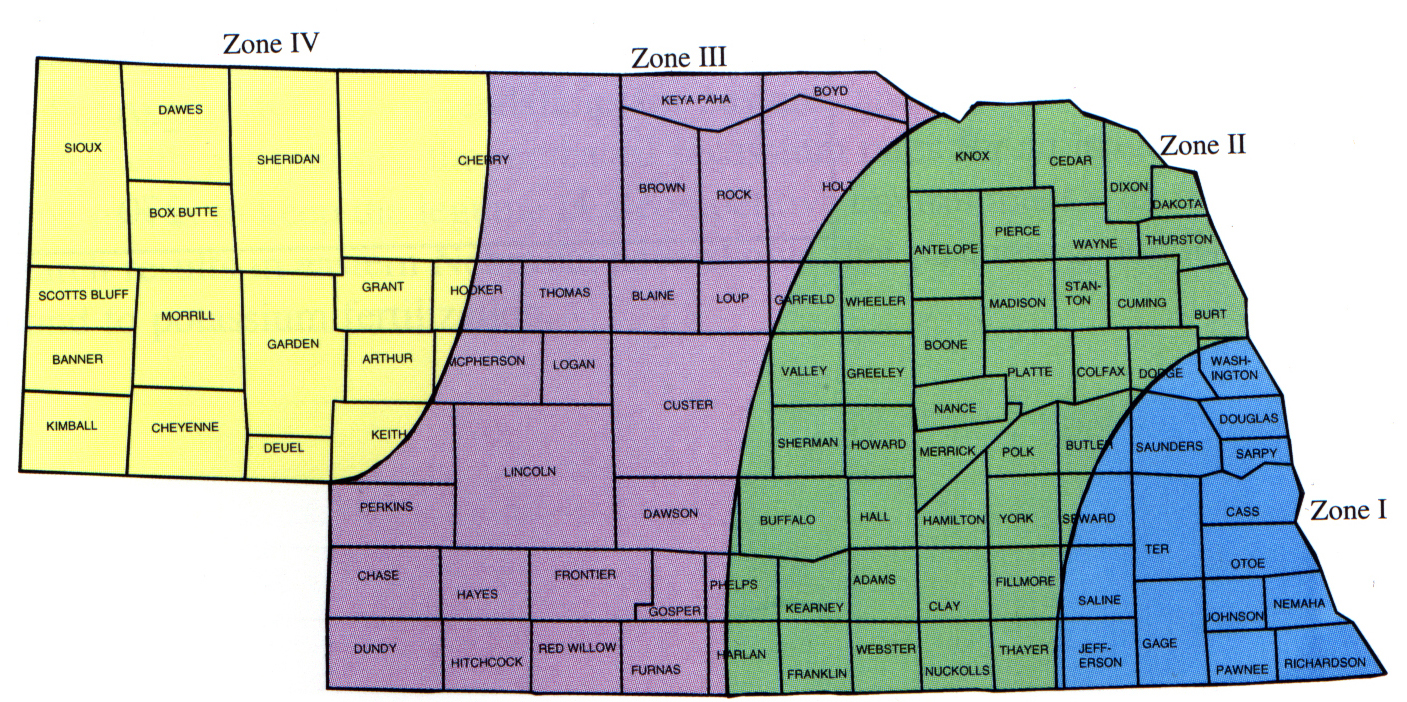 Zone IV
Zone III
Zone II
Zone I
SIOUX
DAWES
SHERIDAN
CHERRY
KEYA PAHA
BOYD
BOX BUTTE
BROWN
ROCK
HOLT
KNOX
CEDAR
DIXON
DAKOTA
ANTELOPE
PIERCE
WAYNE
THURSTON
SCOTTS BLUFF
MORRILL
GARDEN
GRANT
HOOKER
THOMAS
BLAINE
LOUP
GARFIELD
WHEELER
MADISON
STAN-
TON
CUMING
BURT
BANNER
ARTHUR
MCPHERSON
LOGAN
CUSTER
VALLEY
GREELEY
BOONE
PLATTE
COLFAX
DODGE
WASH-
INGTON
KIMBALL
CHEYENNE
DEUEL
KEITH
LINCOLN
SHERMAN
HOWARD
NANCE
MERRICK
POLK
BUTLER
SAUNDERS
DOUGLAS
SARPY
PERKINS
DAWSON
BUFFALO
HALL
HAMILTON
YORK
SEWARD
TER
CASS
OTOE
CHASE
HAYES
FRONTIER
GOSPER
PHELPS
KEARNEY
ADAMS
CLAY
FILLMORE
SALINE
JOHNSON
NEMAHA
DUNDY
HITCHCOCK
RED WILLOW
FURNAS
HARLAN
FRANKLIN
WEBSTER
NUCKOLLS
THAYER
JEFF-
ERSON
GAGE
PAWNEE
RICHARDSON